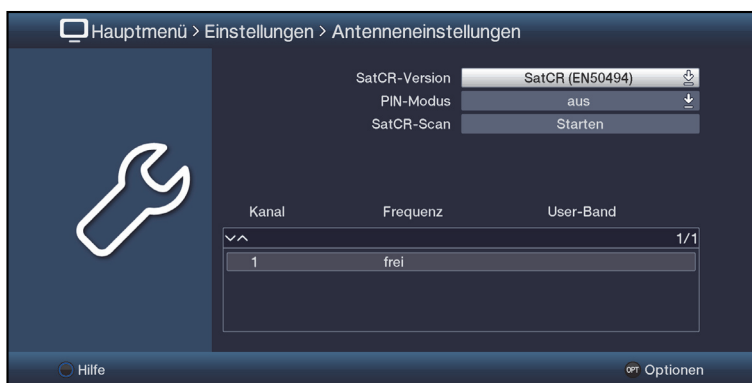 Hauptmenü > Einstellungen > Antenneneinstellungen
SatCR-Version SatCR (EN50494)
PIN-Modus aus
SatCR-Scan Starten
Kanal Frequenz User-Band
1/1
1 frei
Hilfe OPT Optionen